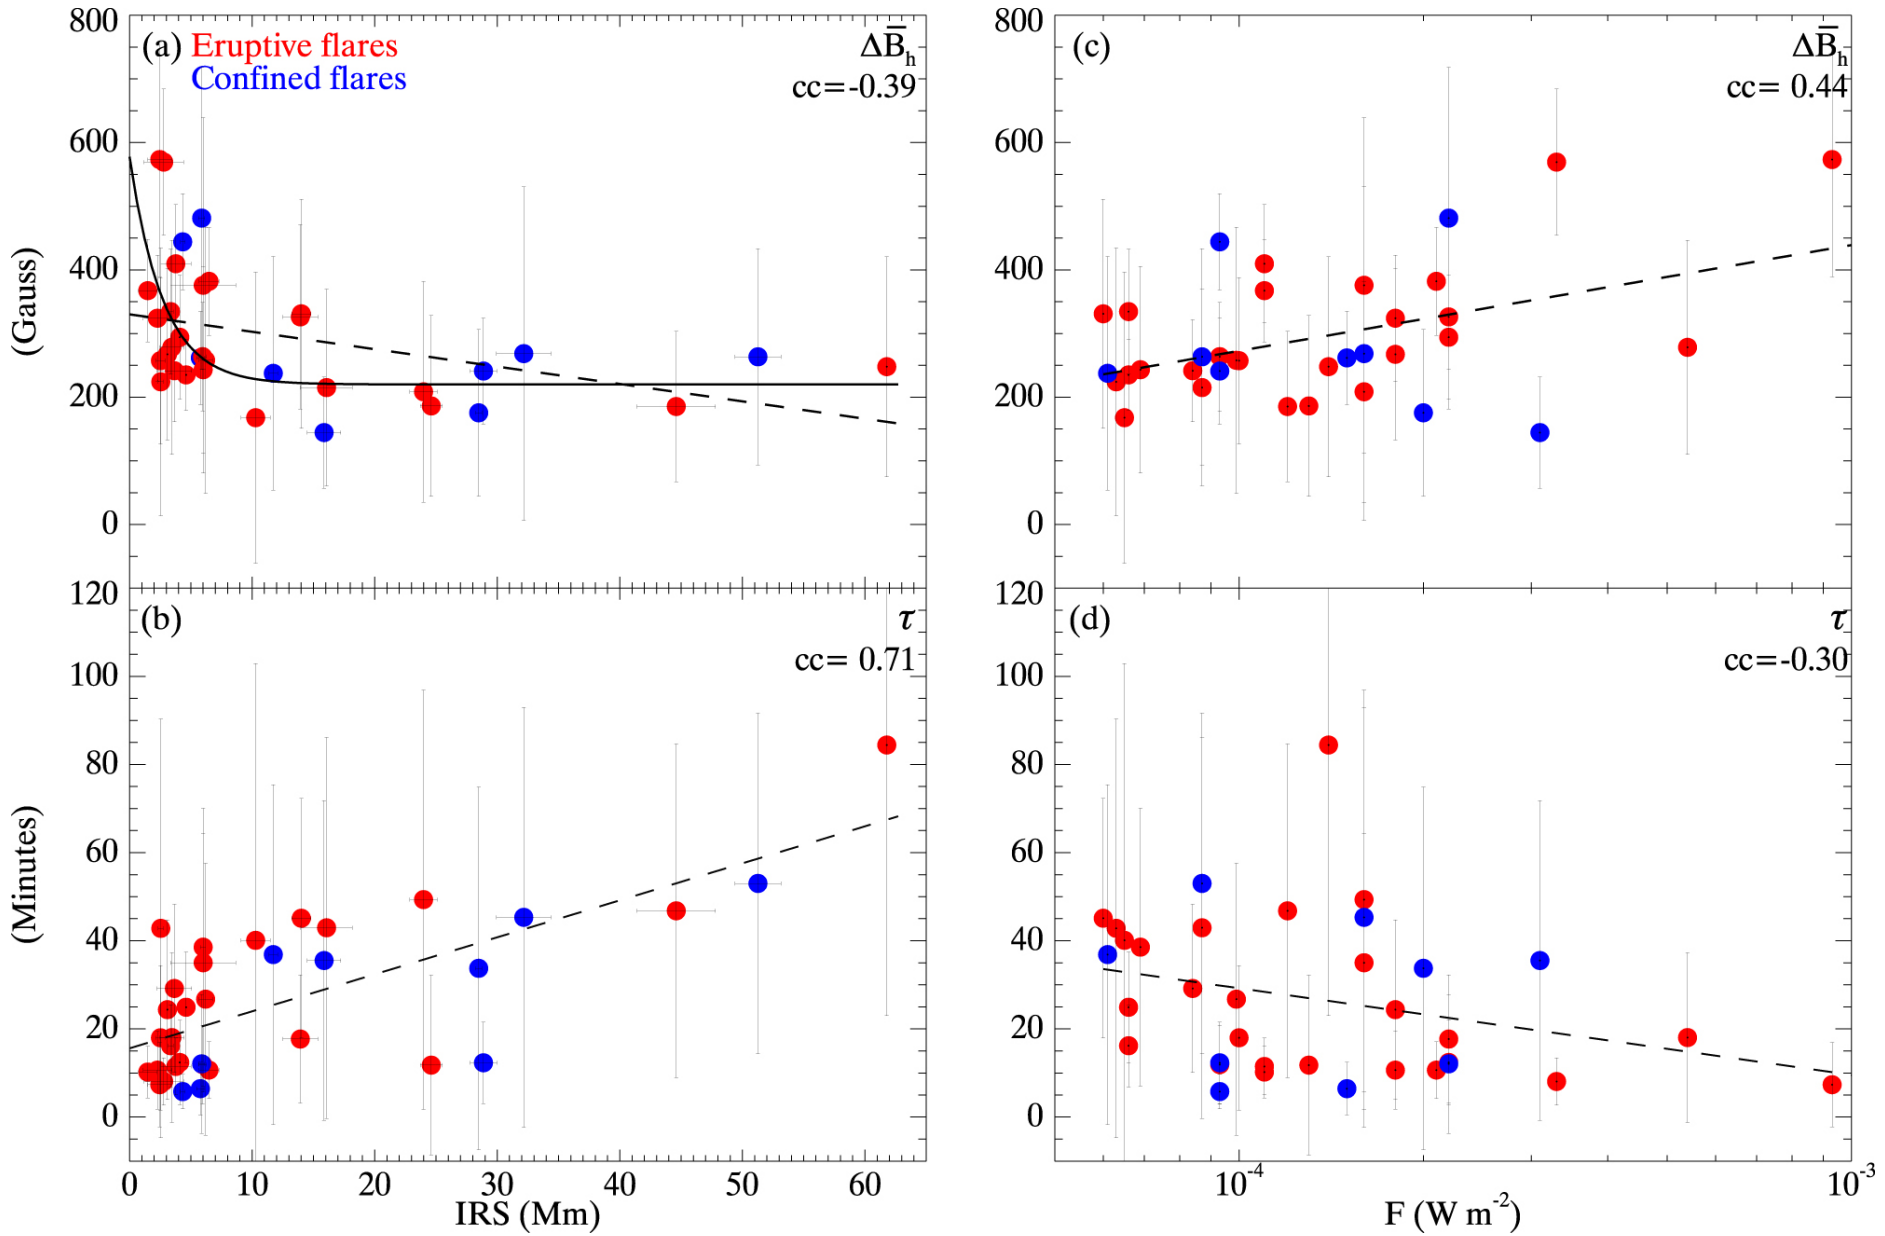 (a) Eruptive flares
Confined flares
ΔB̅h
cc=-0.39
800
600
400
200
0
(Gauss)
(c)
ΔB̅h
cc= 0.44
800
600
400
200
0
(b)
τ
cc= 0.71
120
100
80
60
40
20
0
(Minutes)
0 10 20 30 40 50 60
IRS (Mm)
(d)
τ
cc=-0.30
120
100
80
60
40
20
0
10-4 10-3
F (W m-2)